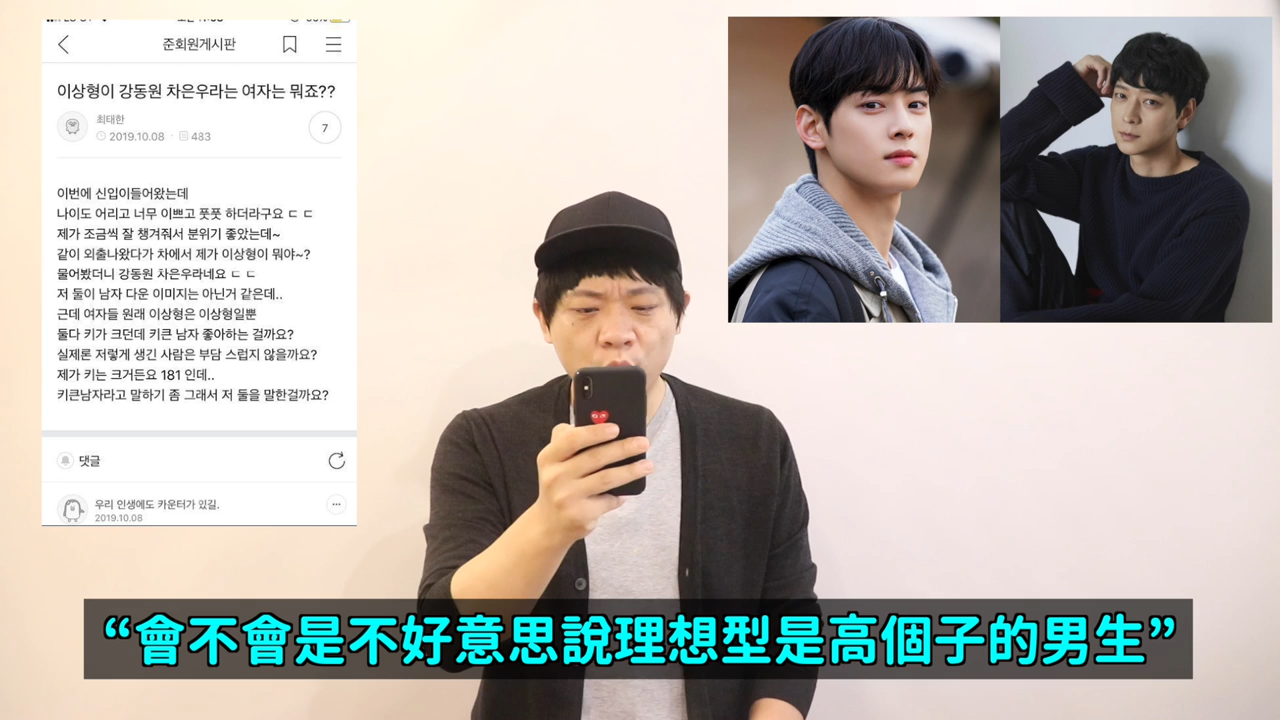 준회원게시판
이상형이 강동원 차은우라는 여자는 뭐죠??
최태한
2019.10.08 · 483
7
이번에 신입이들어왔는데
나이도 어리고 너무 이쁘고 풋풋 하더라구요 ㄷ ㄷ
제가 조금씩 잘 챙겨줘서 분위기 좋았는데~
같이 외출나왔다가 차에서 제가 이상형이 뭐야~?
물어봤더니 강동원 차은우라네요 ㄷ ㄷ
저 둘이 남자 다운 이미지는 아닌거 같은데..
근데 여자들 원래 이상형은 이상형일뿐
둘다 키가 크던데 키큰 남자 좋아하는 걸까요?
실제론 저렇게 생긴 사람은 부담 스럽지 않을까요?
제가 키는 크거든요 181 인데..
키큰남자라고 말하기 좀 그래서 저 둘을 말한걸까요?
댓글
우리 인생에도 카운터가 있길.
2019.10.08
“會不會是不好意思說理想型是高個子的男生”